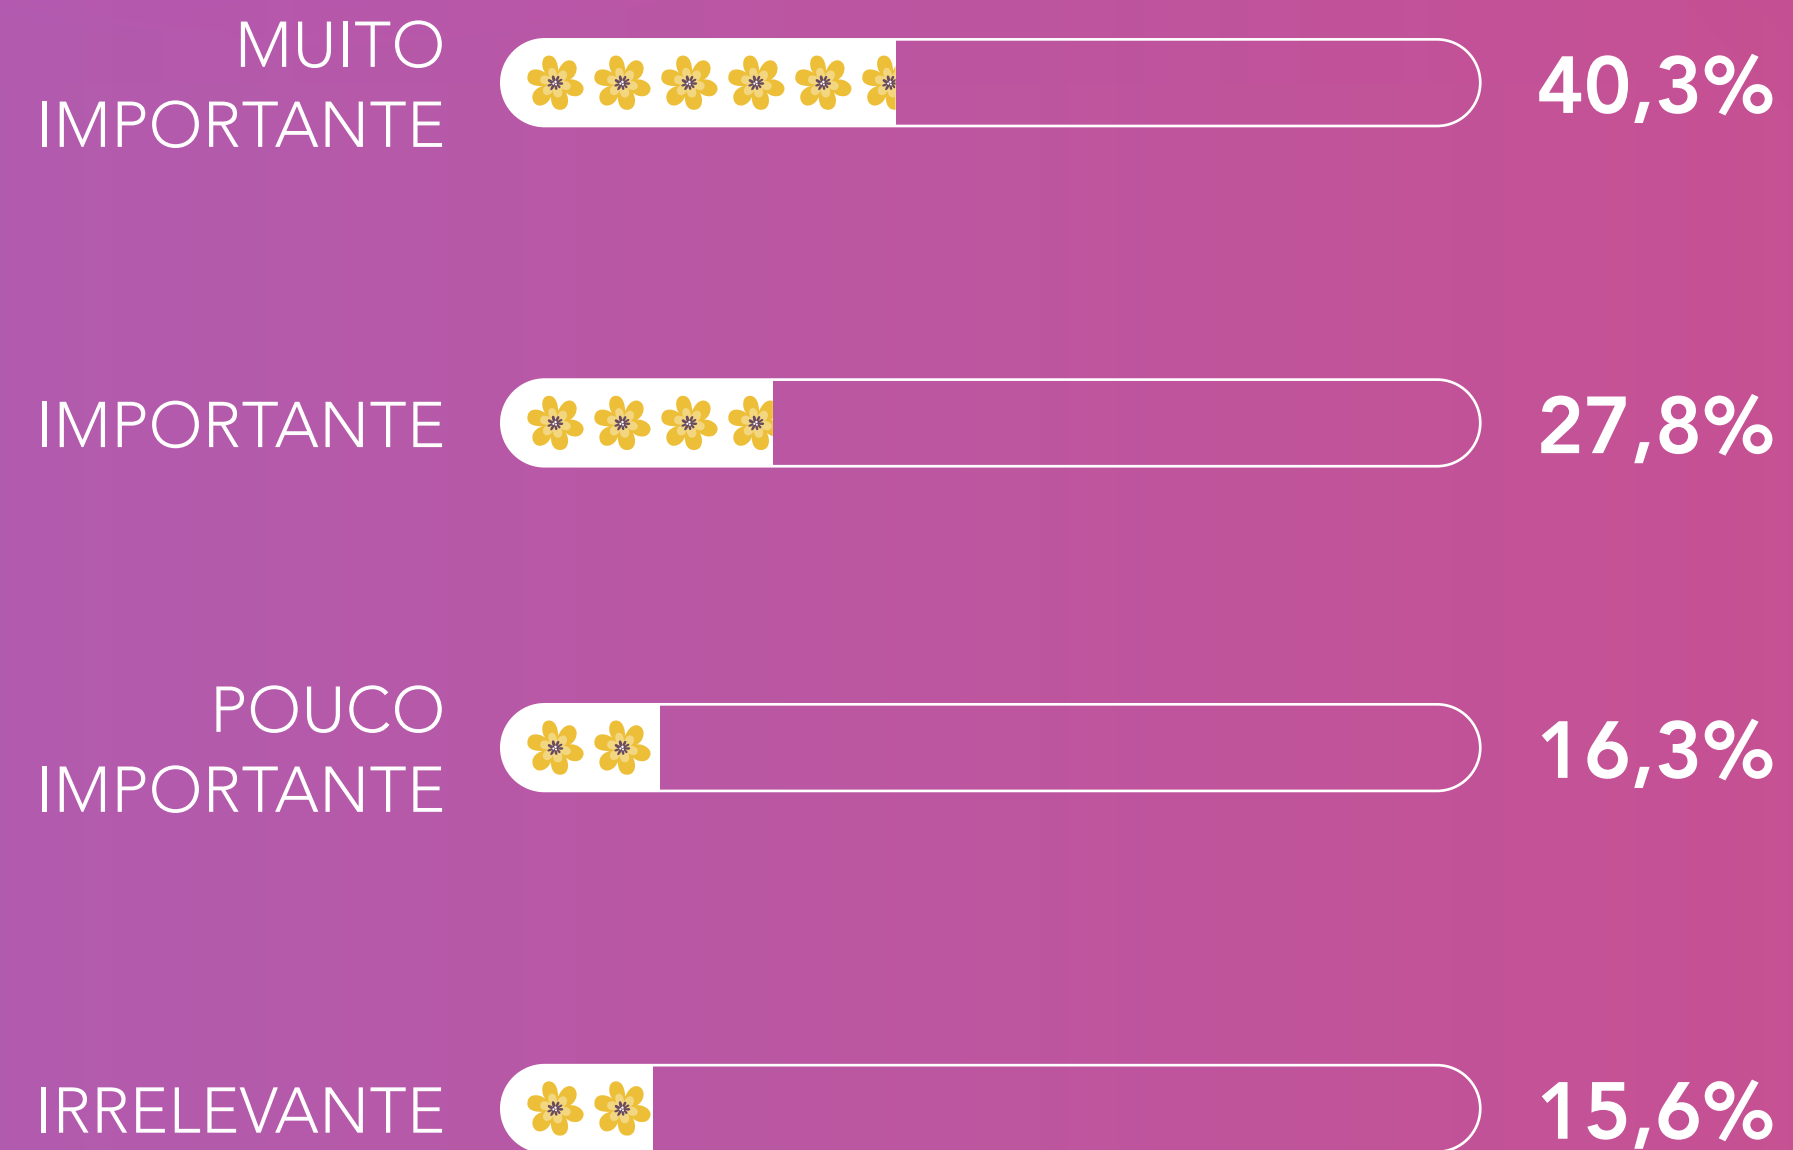 MUITO
IMPORTANTE
40,3%
IMPORTANTE
27,8%
POUCO
IMPORTANTE
16,3%
IRRELEVANTE
15,6%